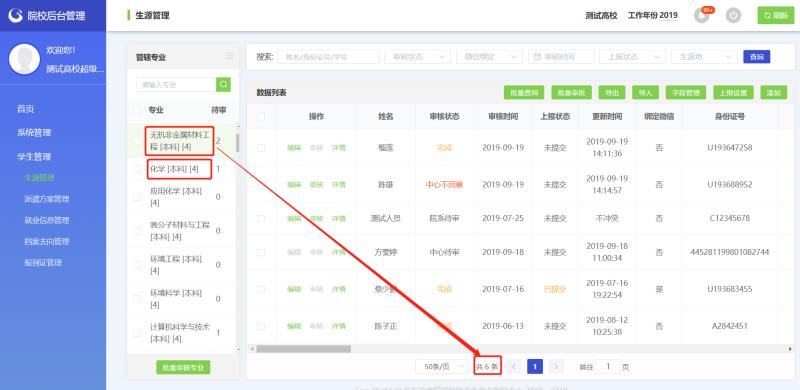 院校后台管理
生源管理
测试高校
工作年份 2019
99+
刷新
欢迎您!
测试高校超级...
首页
系统管理
学生管理
生源管理
派遣方案管理
就业信息管理
档案去向管理
报到证管理
管辖专业
请输入专业
专业 待审
无机非金属材料工程 [本科] [4] 2
化学 [本科] [4] 1
应用化学 [本科] [4] 0
高分子材料与工程 [本科] [4] 0
环境工程 [本科] [4] 0
环境科学 [本科] [4] 0
计算机科学与技术 [本科] [4] 1
批量审核专业
搜索:
姓名/身份证号/学号
审核状态
微信绑定
审核时间
上报状态
生源地
查询
数据列表
批量查询
批量审批
导出
导入
字段管理
上报设置
添加
操作 姓名 审核状态 审核时间 上报状态 更新时间 绑定微信 身份证号
编辑 审核 详情 榴莲 完成 2019-09-19 未提交 2019-09-19 14:11:36 否 U193647258
编辑 审核 详情 陈雄 中心不同意 2019-09-19 未提交 2019-09-19 14:14:57 否 U193688952
编辑 审核 详情 测试人员 院系待审 2019-07-25 未提交 不冲突 否 C12345678
编辑 审核 详情 方雯婷 中心待审 2019-09-18 未提交 2019-09-18 11:00:34 否 445281199801082744
编辑 审核 详情 蔡少 完成 2019-07-16 已提交 2019-07-16 19:22:54 是 U193683455
编辑 审核 详情 陈子正 2019-06-13 未提交 2019-08-12 10:25:38 否 A2842451
50条/页
共 6 条
1
前往 1 页